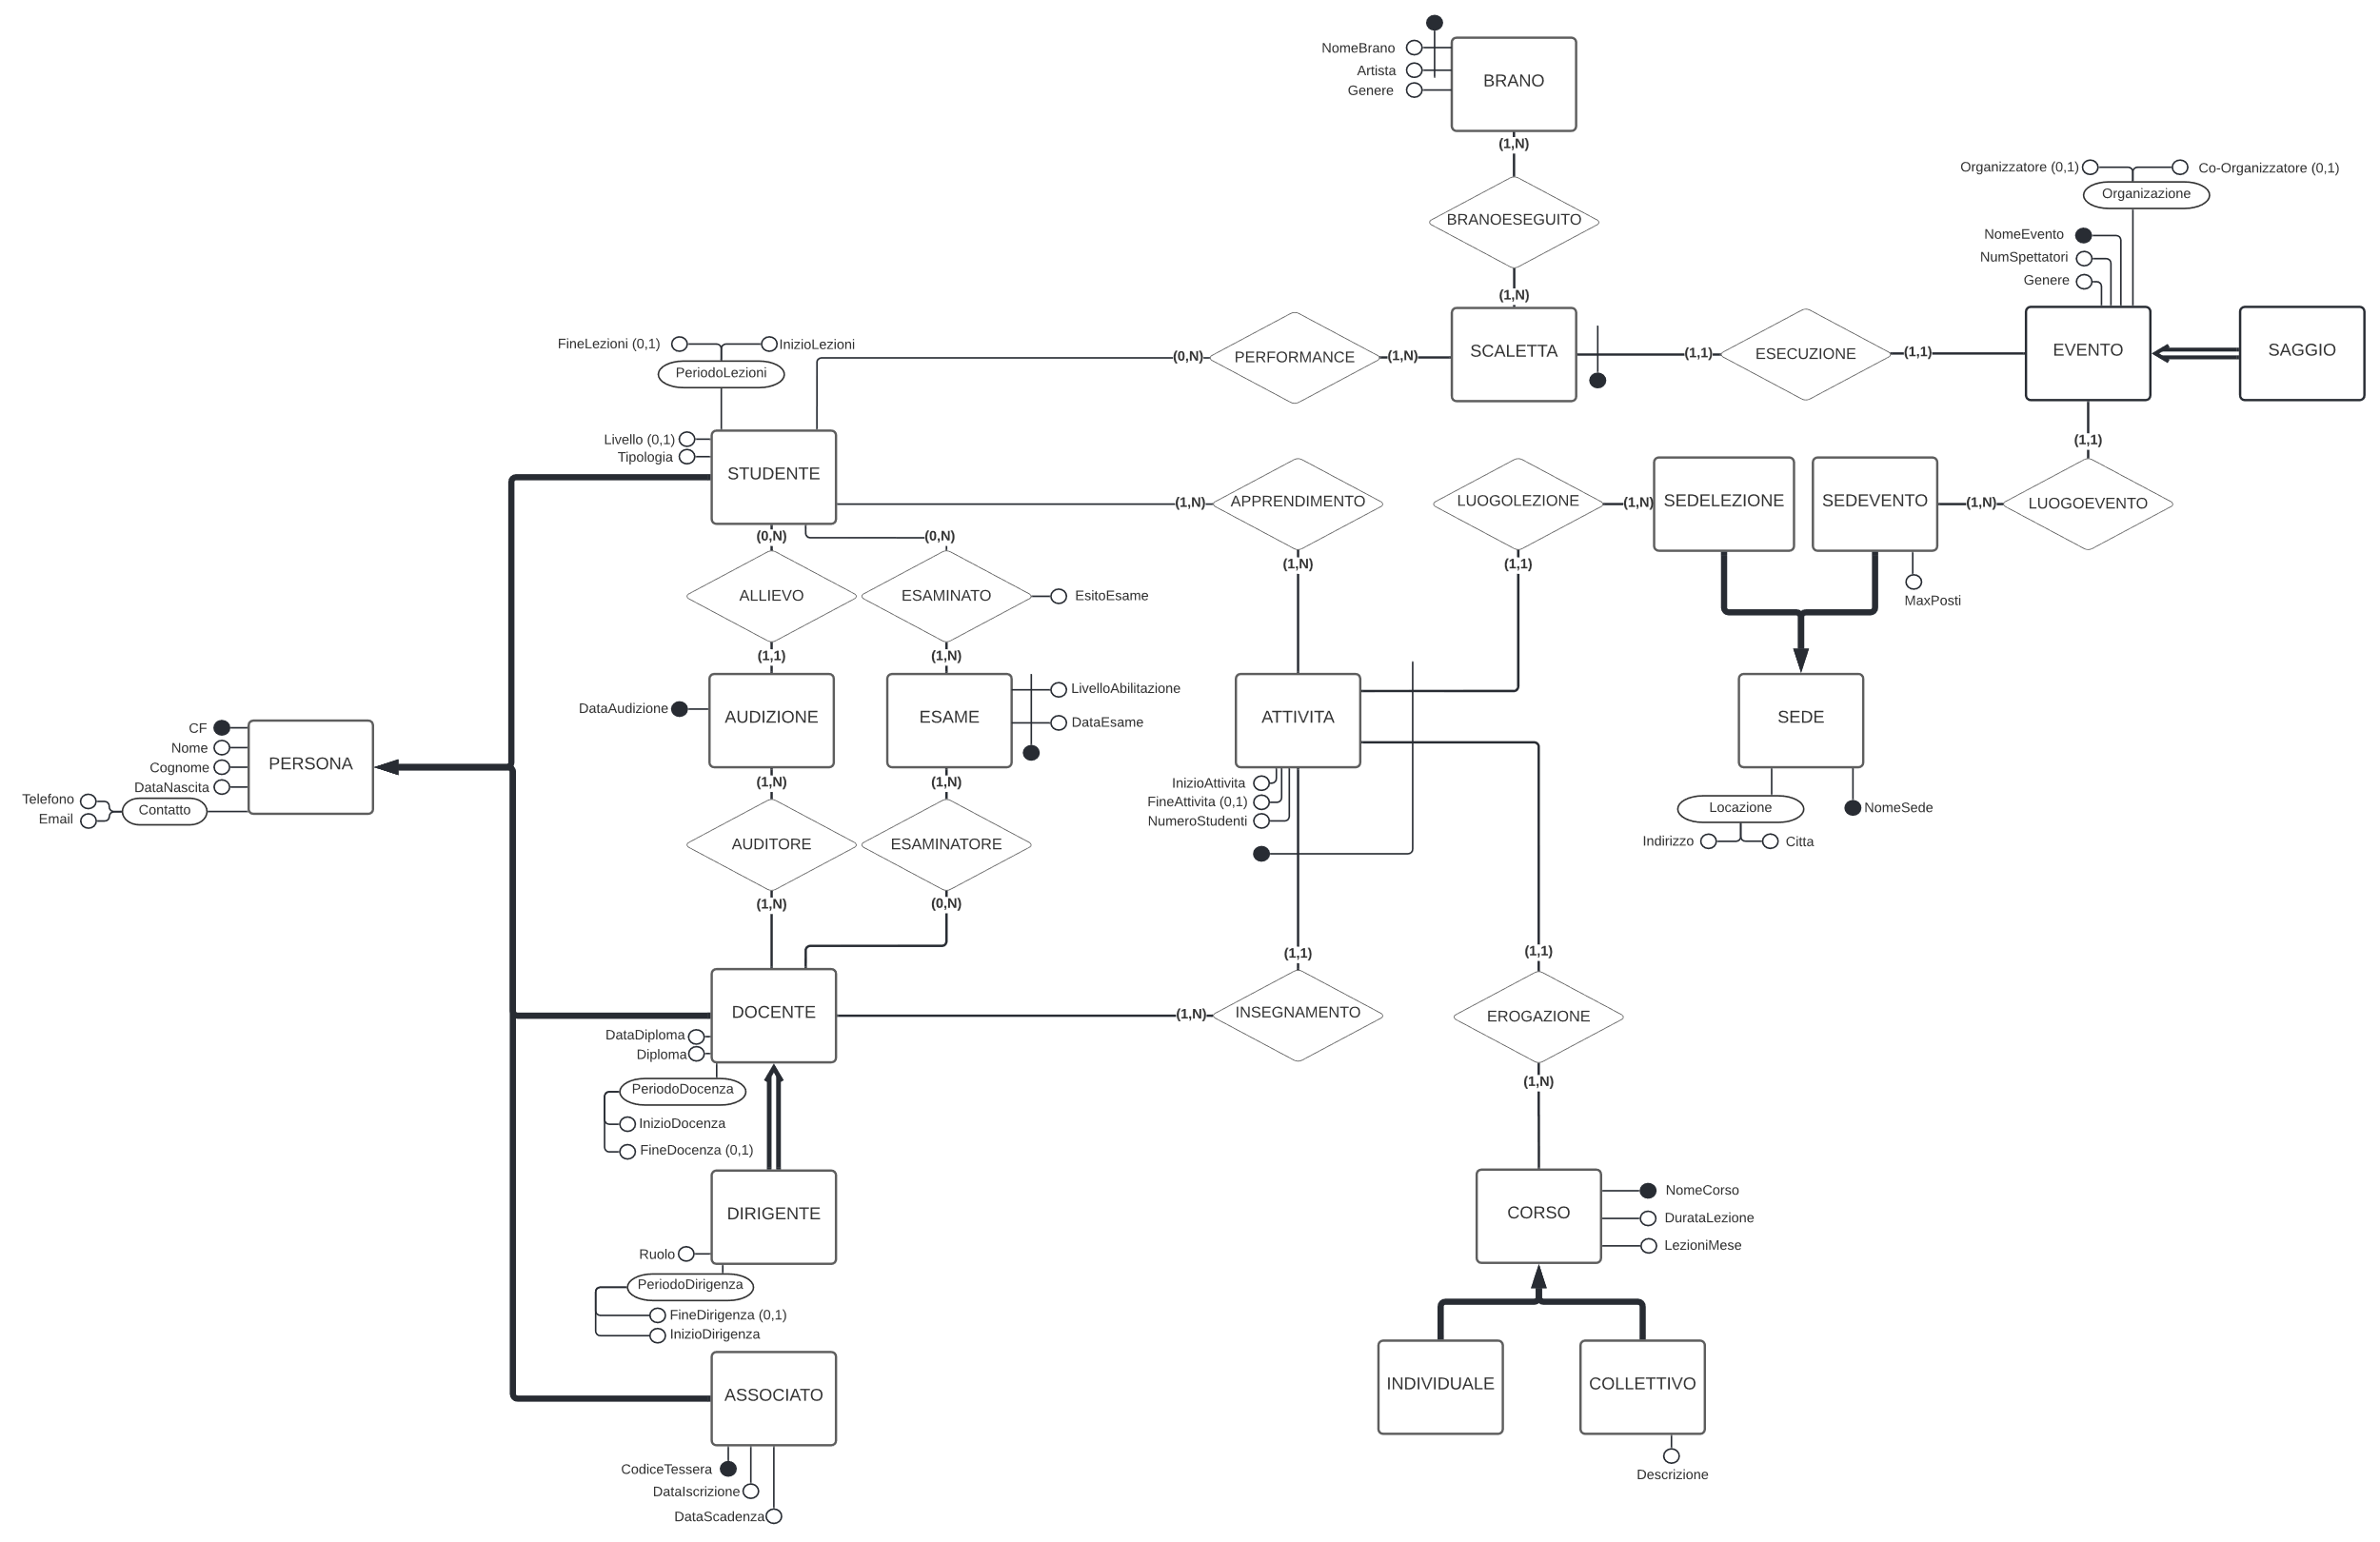 NomeBrano
Artista
Genere
BRANO
(1,N)
BRANOESEGUITO
(1,N)
Organizzatore (0,1)
Co-Organizzatore (0,1)
Organizazione
NomeEvento
NumSpettatori
Genere
FineLezioni (0,1)
InizioLezioni
PeriodoLezioni
(0,N)
PERFORMANCE
(1,N)
SCALETTA
(1,1)
ESECUZIONE
(1,1)
EVENTO
SAGGIO
Livello (0,1)
Tipologia
STUDENTE
(1,1)
(1,N)
APPRENDIMENTO
LUOGOLEZIONE
(1,N)
SEDELEZIONE
SEDEVENTO
(1,N)
LUOGOEVENTO
(0,N)
(0,N)
(1,N)
(1,1)
ALLIEVO
ESAMINATO
EsitoEsame
MaxPosti
(1,1)
(1,N)
DataAudizione
AUDIZIONE
ESAME
LivelloAbilitazione
DataEsame
ATTIVITA
SEDE
CF
Nome
Cognome
DataNascita
PERSONA
Telefono
Email
Contatto
(1,N)
(1,N)
InizioAttivita
FineAttivita (0,1)
NumeroStudenti
Locazione
NomeSede
Indirizzo
Citta
AUDITORE
ESAMINATORE
(1,N)
(0,N)
(1,1)
(1,1)
DOCENTE
(1,N)
INSEGNAMENTO
EROGAZIONE
DataDiploma
Diploma
PeriodoDocenza
InizioDocenza
FineDocenza (0,1)
(1,N)
DIRIGENTE
Ruolo
PeriodoDirigenza
FineDirigenza (0,1)
InizioDirigenza
CORSO
NomeCorso
DurataLezione
LezioniMese
ASSOCIATO
INDIVIDUALE
COLLETTIVO
CodiceTessera
DataIscrizione
DataScadenza
Descrizione